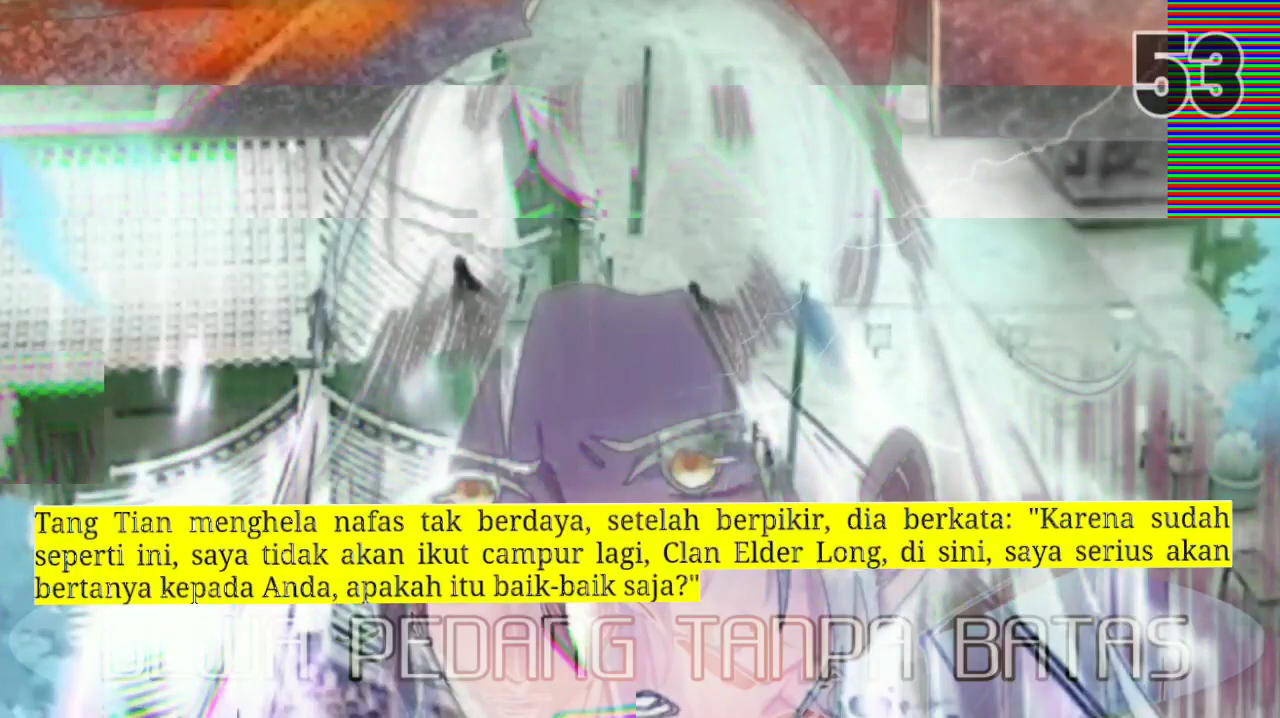 53
Tang Tian menghela nafas tak berdaya, setelah berpikir, dia berkata: "Karena sudah
seperti ini, saya tidak akan ikut campur lagi, Clan Elder Long, di sini, saya serius akan
bertanya kepada Anda, apakah itu baik-baik saja?"
DEWA PEDANG TANPA BATAS